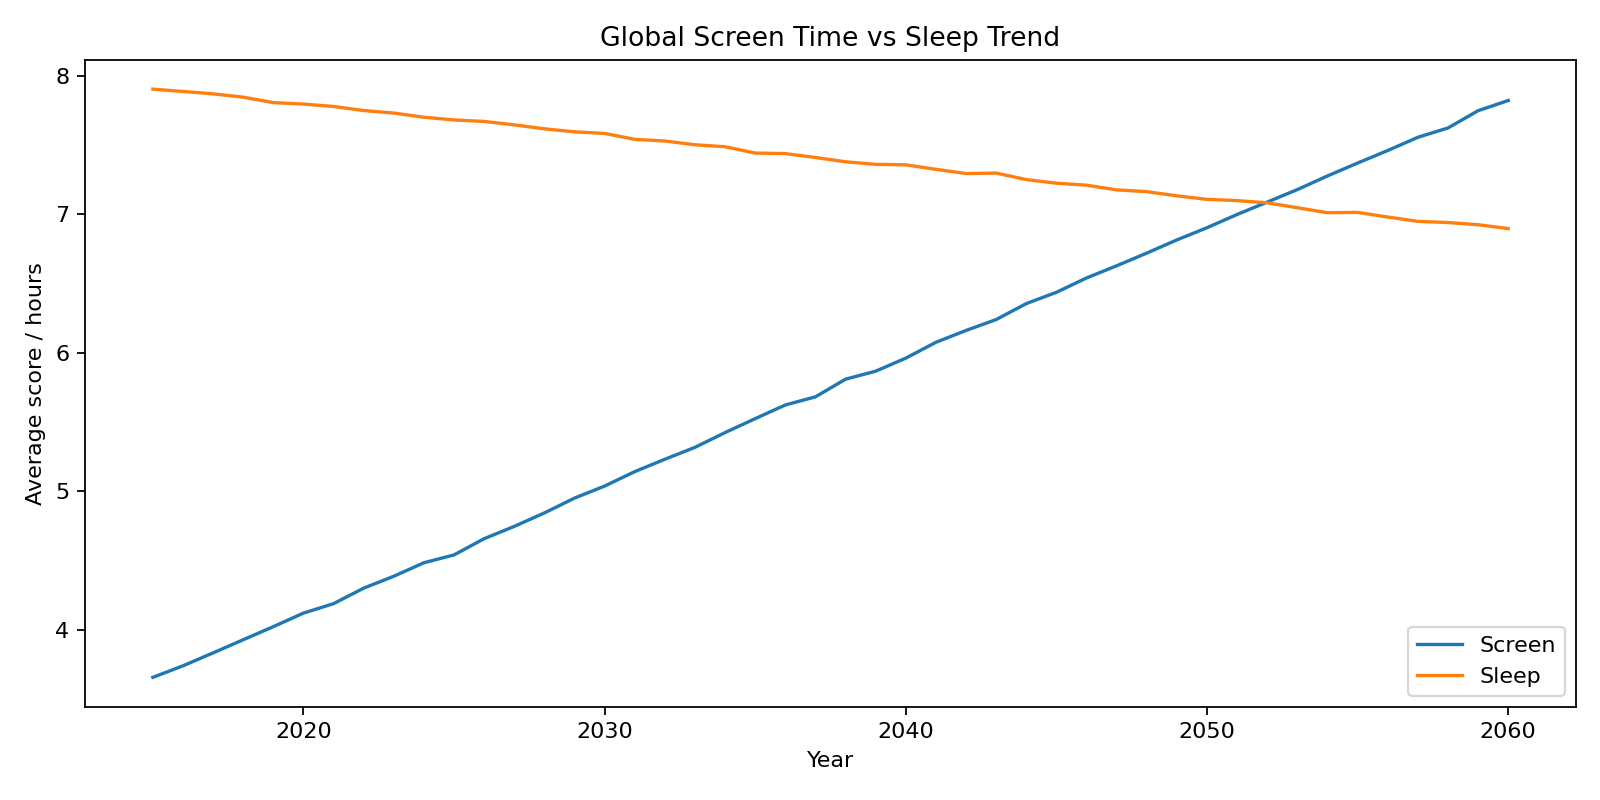 Global Screen Time vs Sleep Trend
Average score / hours
8
7
6
5
4
Screen
Sleep
2020 2030 2040 2050 2060
Year